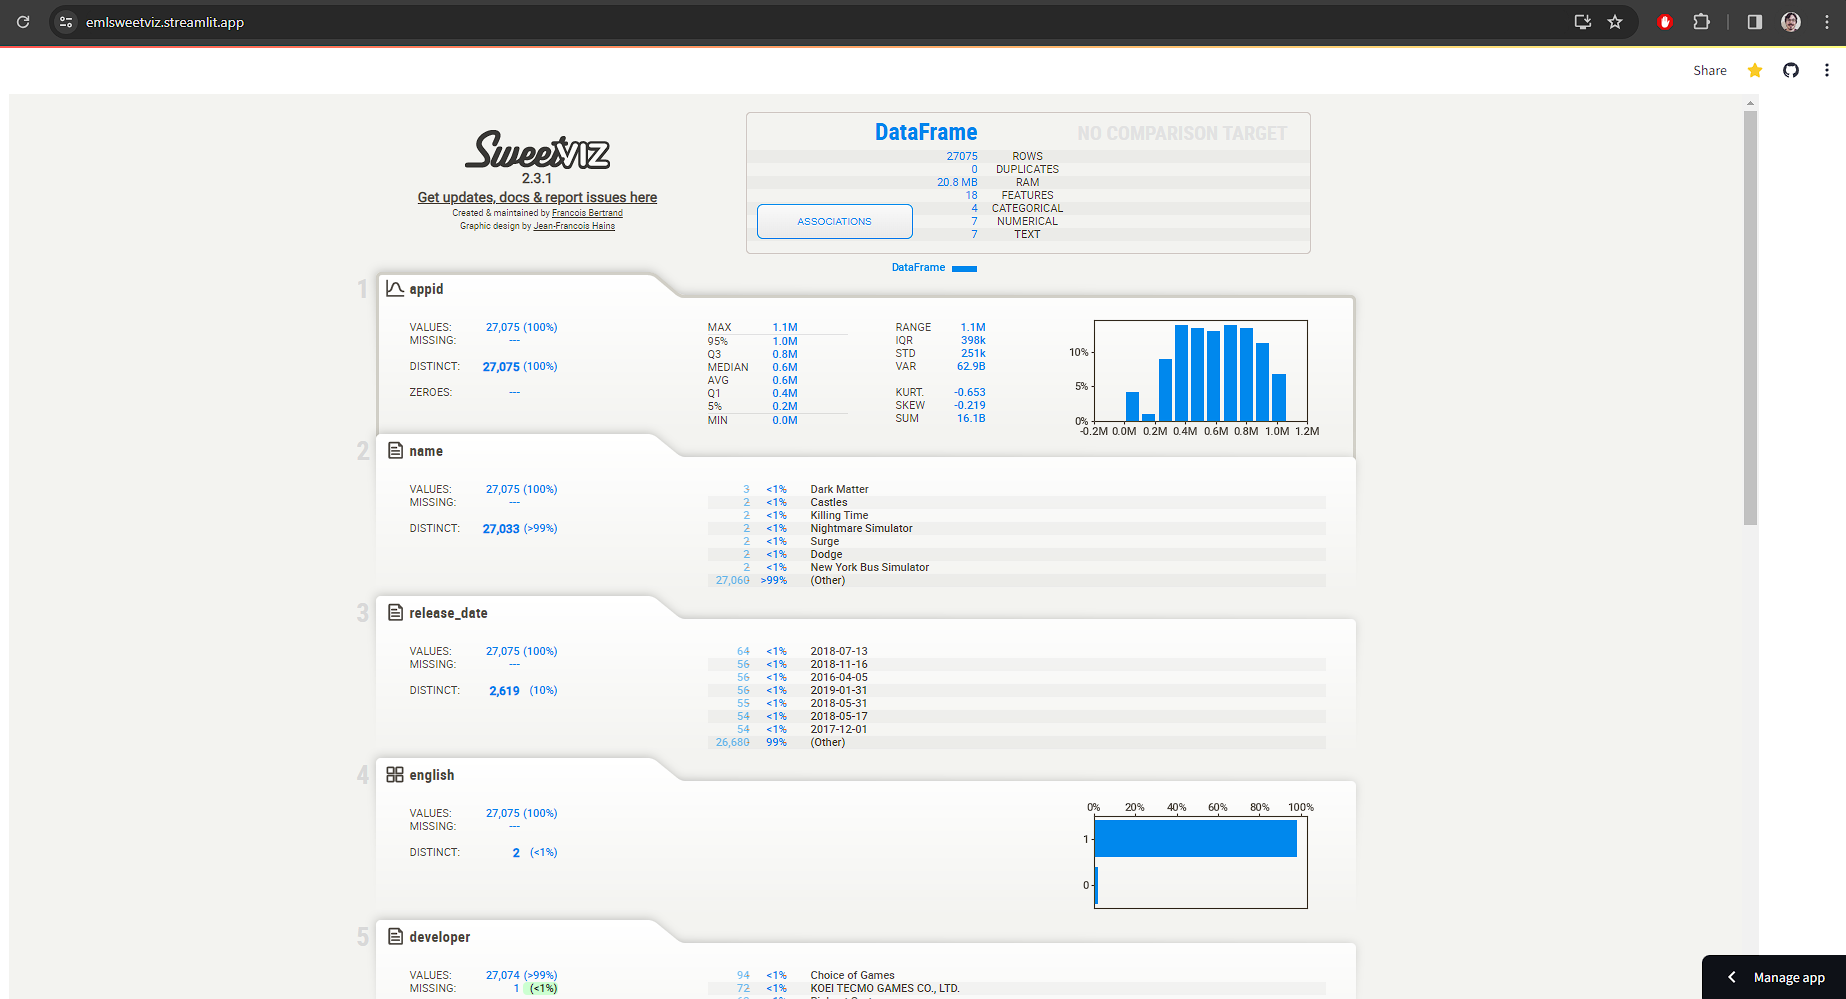 emlsweetviz.streamlit.app
Share
SweetVIZ
2.3.1
Get updates, docs & report issues here
Created & maintained by Francois Bertrand
Graphic design by Jean-Francois Hains
DataFrame NO COMPARISON TARGET
27075 ROWS
0 DUPLICATES
20.8 MB RAM
18 FEATURES
4 CATEGORICAL
7 NUMERICAL
7 TEXT
ASSOCIATIONS
DataFrame
1 appid
VALUES: 27,075 (100%)
MISSING: ---
DISTINCT: 27,075 (100%)
ZEROES: ---
MAX 1.1M
95% 1.0M
Q3 0.8M
MEDIAN 0.6M
AVG 0.6M
Q1 0.4M
5% 0.2M
MIN 0.0M
RANGE 1.1M
IQR 398k
STD 251k
VAR 62.9B
KURT. -0.653
SKEW -0.219
SUM 16.1B
10%
5%
0%
-0.2M 0.0M 0.2M 0.4M 0.6M 0.8M 1.0M 1.2M
2 name
VALUES: 27,075 (100%)
MISSING: ---
DISTINCT: 27,033 (>99%)
3 <1% Dark Matter
2 <1% Castles
2 <1% Killing Time
2 <1% Nightmare Simulator
2 <1% Surge
2 <1% Dodge
2 <1% New York Bus Simulator
27,060 >99% (Other)
3 release_date
VALUES: 27,075 (100%)
MISSING: ---
DISTINCT: 2,619 (10%)
64 <1% 2018-07-13
56 <1% 2018-11-16
56 <1% 2016-04-05
56 <1% 2019-01-31
55 <1% 2018-05-31
54 <1% 2018-05-17
54 <1% 2017-12-01
26,680 99% (Other)
4 english
VALUES: 27,075 (100%)
MISSING: ---
DISTINCT: 2 (<1%)
0% 20% 40% 60% 80% 100%
1
0
5 developer
VALUES: 27,074 (>99%)
MISSING: 1 (<1%)
94 <1% Choice of Games
72 <1% KOEI TECMO GAMES CO., LTD.
Manage app